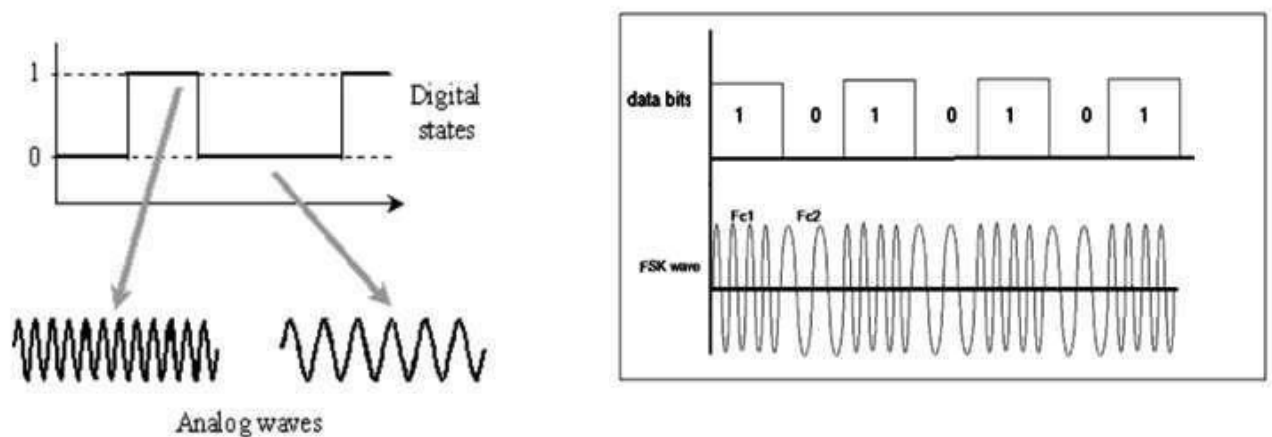 1
0
Digital
states
Analog waves
data bits
1 0 1 0 1 0 1
Fc1 Fc2
FSK wave